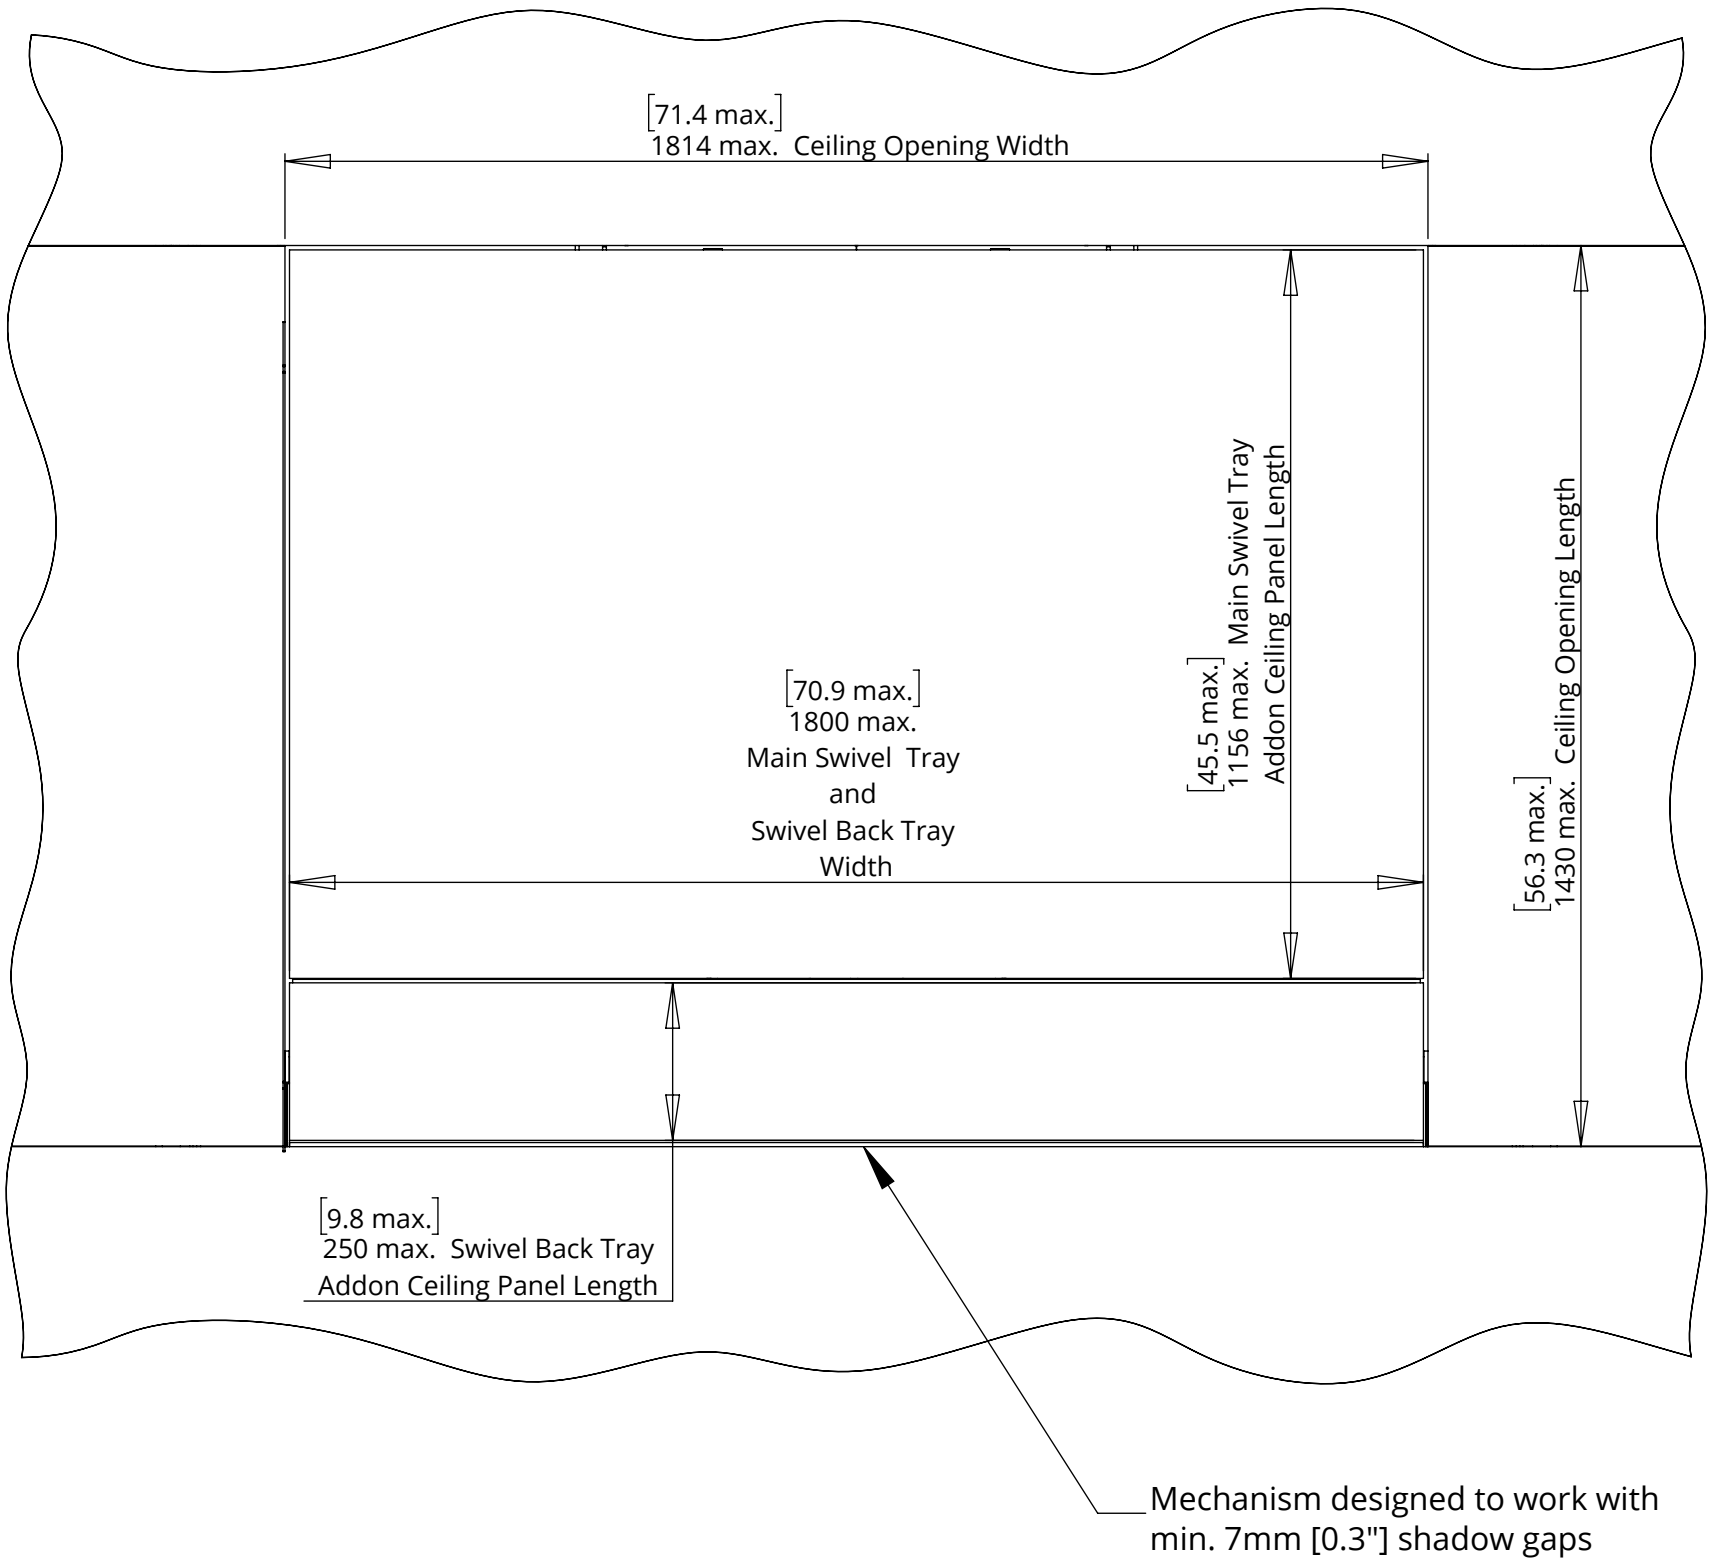 [71.4 max.]
1814 max.  Ceiling Opening Width
[45.5 max.]
1156 max.  Main Swivel Tray
Addon Ceiling Panel Length
[56.3 max.]
1430 max.  Ceiling Opening Length
[70.9 max.]
1800 max.
Main Swivel  Tray
and
Swivel Back Tray
Width
[9.8 max.]
250 max.  Swivel Back Tray
Addon Ceiling Panel Length
Mechanism designed to work with
min. 7mm [0.3"] shadow gaps